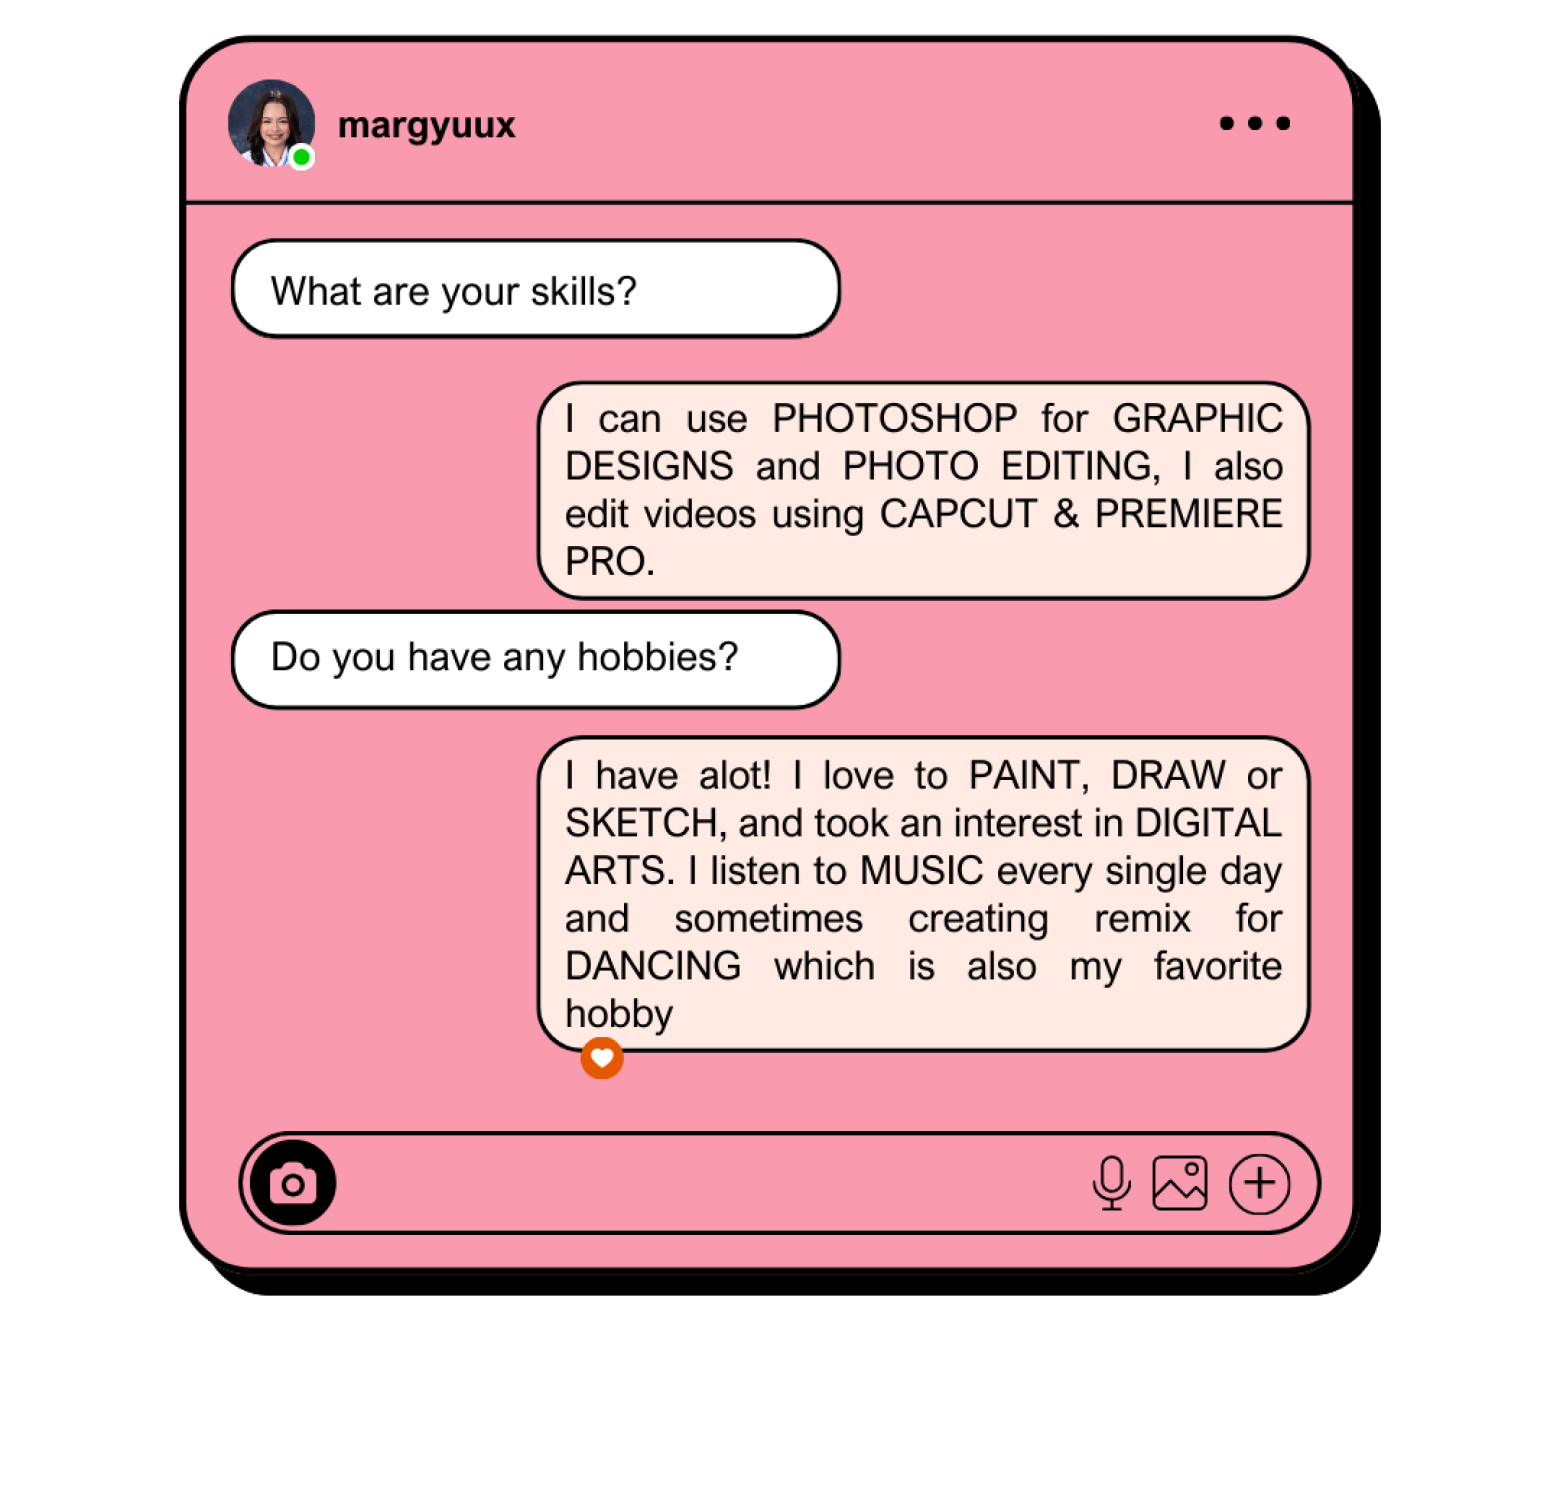 margyuux
What are your skills?
I can use PHOTOSHOP for GRAPHIC
DESIGNS and PHOTO EDITING, I also
edit videos using CAPCUT & PREMIERE
PRO.
Do you have any hobbies?
I have alot! I love to PAINT, DRAW or
SKETCH, and took an interest in DIGITAL
ARTS. I listen to MUSIC every single day
and sometimes creating remix for
DANCING which is also my favorite
hobby